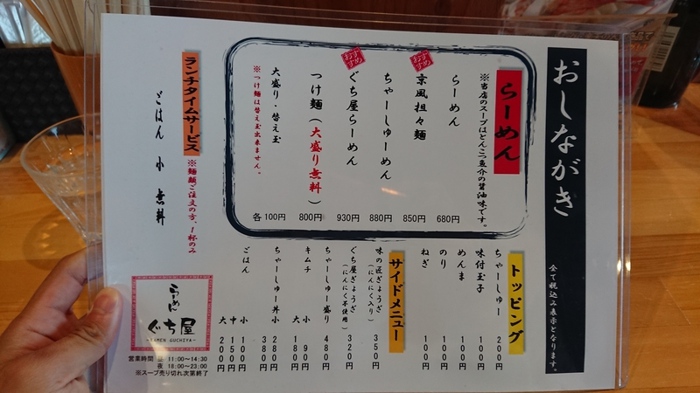 おしながき
全て税込み表示となります。
らーめん
※当店のスープはとんこつ魚介の醤油味です。
らーめん 680円
おすすめ
京風担々麺 850円
ちゃーしゅーめん 880円
おすすめ
ぐち屋らーめん 930円
つけ麺(大盛り無料) 800円
大盛り・替え玉 各100円
※つけ麺は替え玉出来ません。
ランチタイムサービス
※麺類ご注文の方、1杯のみ
ごはん 小 無料
トッピング
ちゃーしゅー 200円
味付玉子 100円
めんま 100円
のり 100円
ねぎ 100円
サイドメニュー
味の匠ぎょうざ 350円
(にんにく入り)
ぐち屋ぎょうざ 320円
(にんにく不使用)
ちゃーしゅー盛り 480円
キムチ 小 90円
大 180円
ちゃーしゅー丼 小 280円
大 380円
ごはん 小 100円
中 150円
大 200円
らーめん
ぐち屋
-RAMEN GUCHIYA-
営業時間 昼 11:00～14:30
夜 18:00～23:00
※スープ売り切れ次第終了